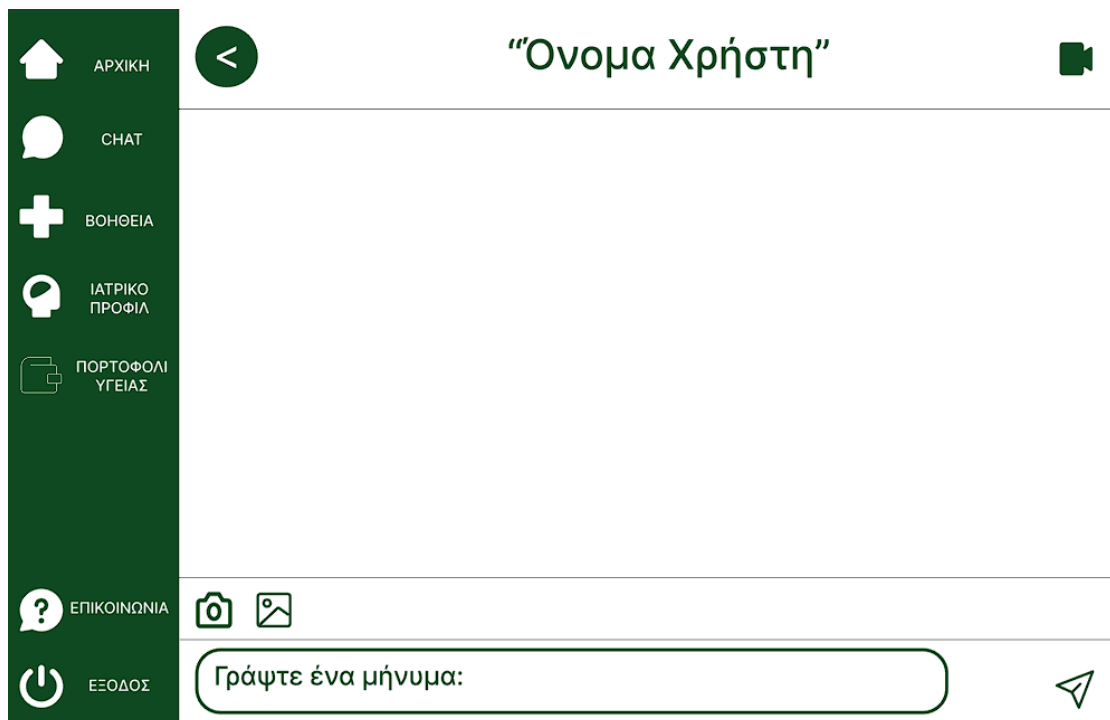 ΑΡΧΙΚΗ
CHAT
ΒΟΗΘΕΙΑ
ΙΑΤΡΙΚΟ
ΠΡΟΦΙΛ
ΠΟΡΤΟΦΟΛΙ
ΥΓΕΙΑΣ
ΕΠΙΚΟΙΝΩΝΙΑ
ΕΞΟΔΟΣ
<
“Όνομα Χρήστη”
Γράψτε ένα μήνυμα: